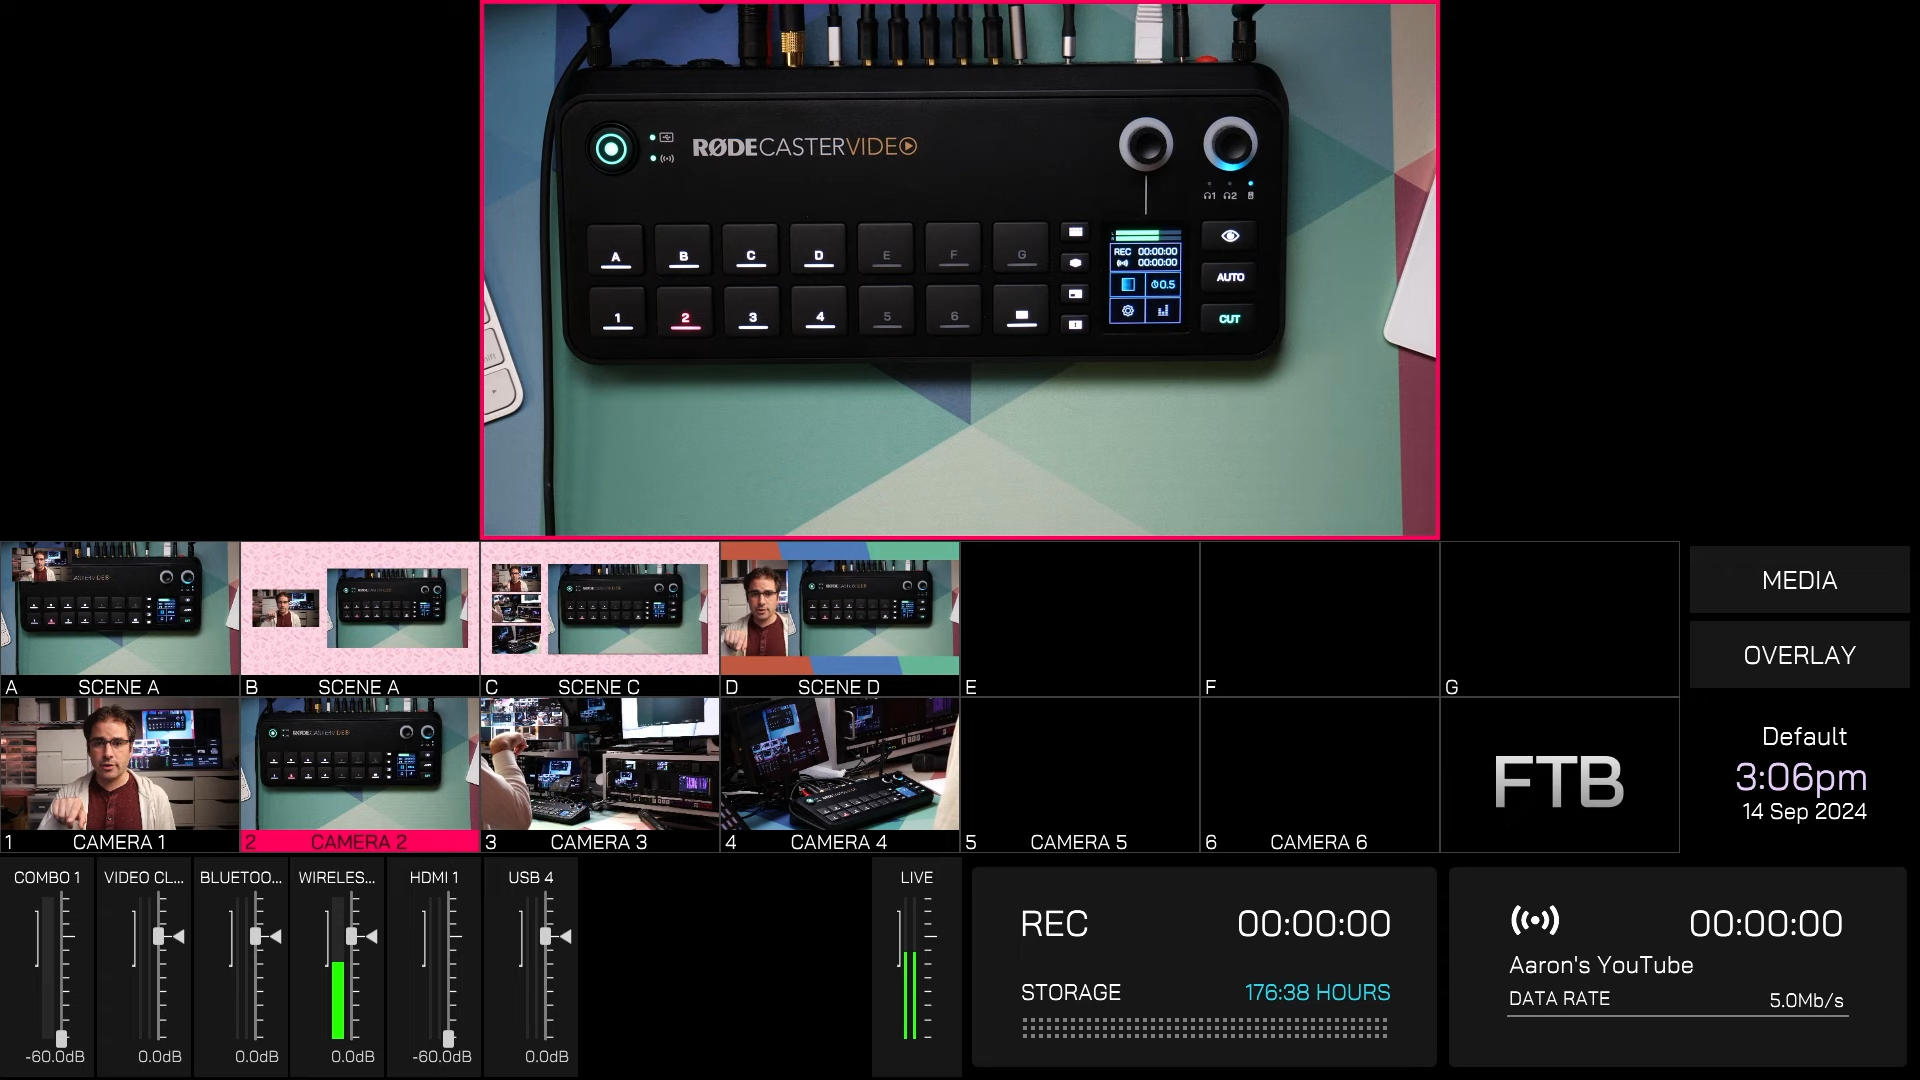 RØDECASTERVIDEO
A B C D E F G
REC 00:00:00
00:00:00
0.5
AUTO
1 2 3 4 5 6
CUT
A SCENE A
B SCENE A
C SCENE C
D SCENE D
E
F
G
MEDIA
OVERLAY
RØDECASTERVIDEO
FTB
Default
3:06pm
14 Sep 2024
1 CAMERA 1
2 CAMERA 2
3 CAMERA 3
4 CAMERA 4
5 CAMERA 5
6 CAMERA 6
COMBO 1
VIDEO CL...
BLUETOO...
WIRELES...
HDMI 1
USB 4
LIVE
-60.0dB
0.0dB
0.0dB
0.0dB
-60.0dB
0.0dB
REC 00:00:00
STORAGE 176:38 HOURS
00:00:00
Aaron's YouTube
DATA RATE 5.0Mb/s